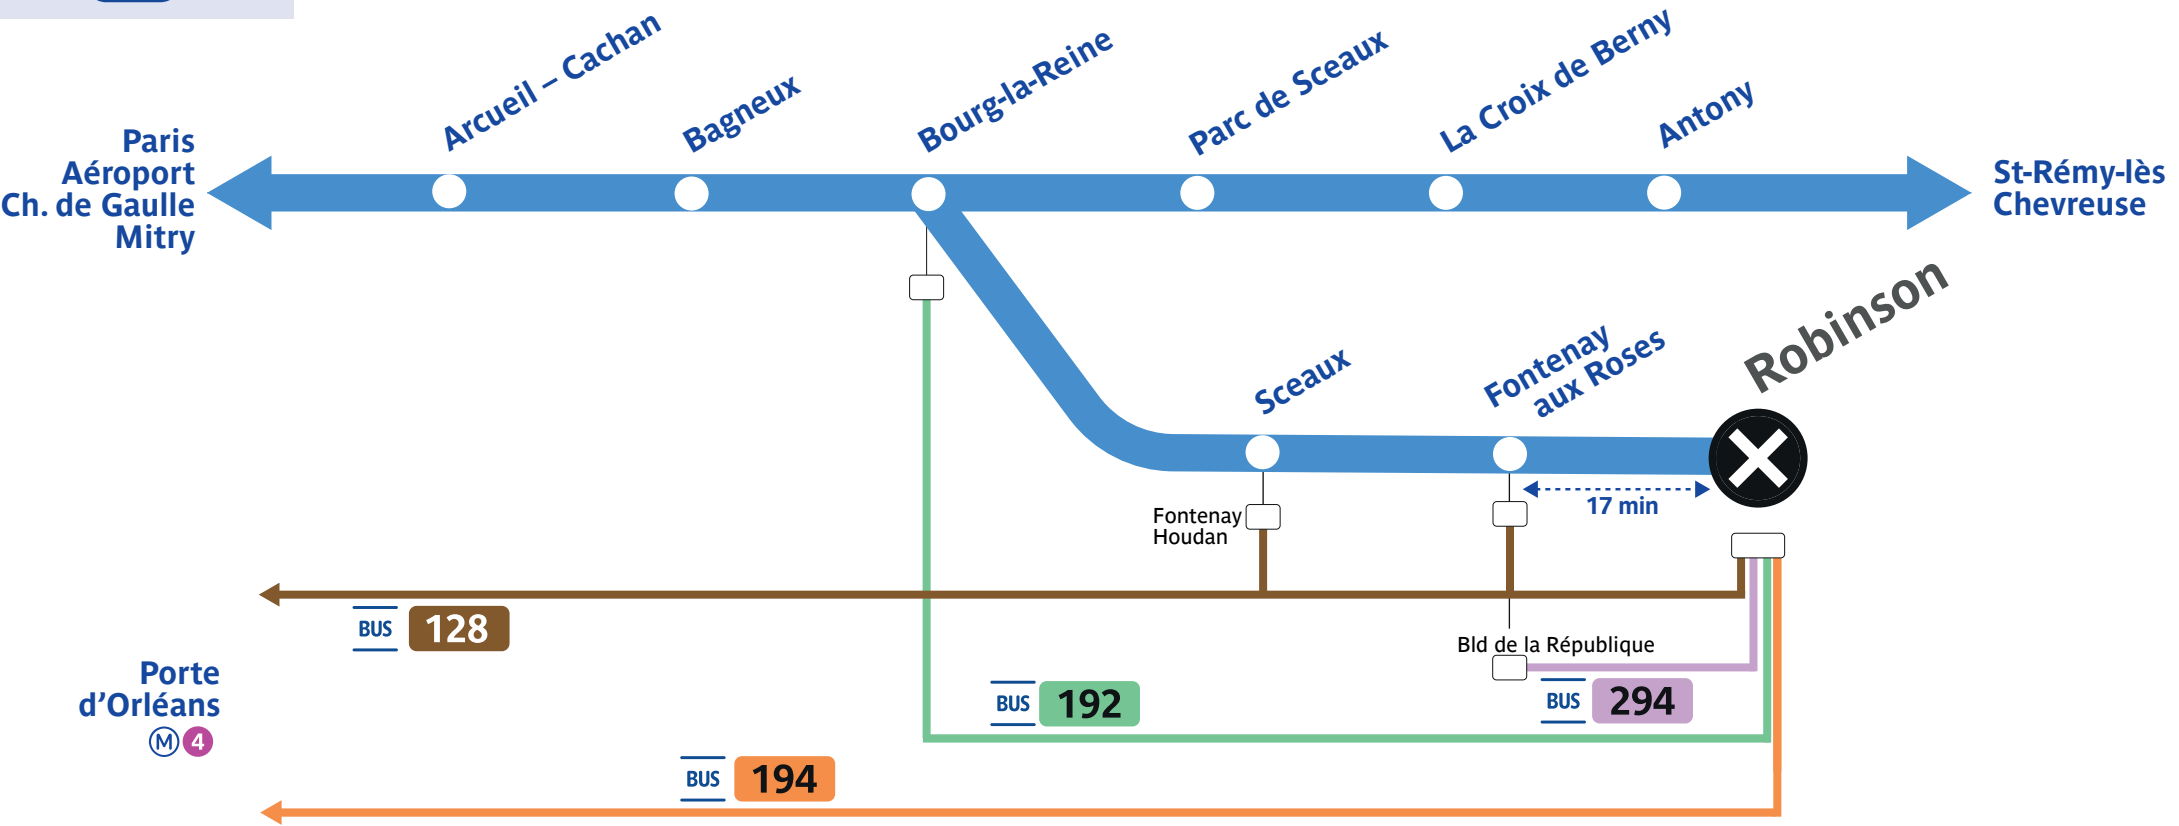 Arcueil – Cachan
Bagneux
Bourg-la-Reine
Parc de Sceaux
La Croix de Berny
Antony
Paris
Aéroport
Ch. de Gaulle
Mitry
St-Rémy-lès
Chevreuse
Robinson
Sceaux
Fontenay
aux Roses
17 min
Fontenay
Houdan
BUS 128
Bld de la République
Porte
d’Orléans
M 4
BUS 192
BUS 294
BUS 194